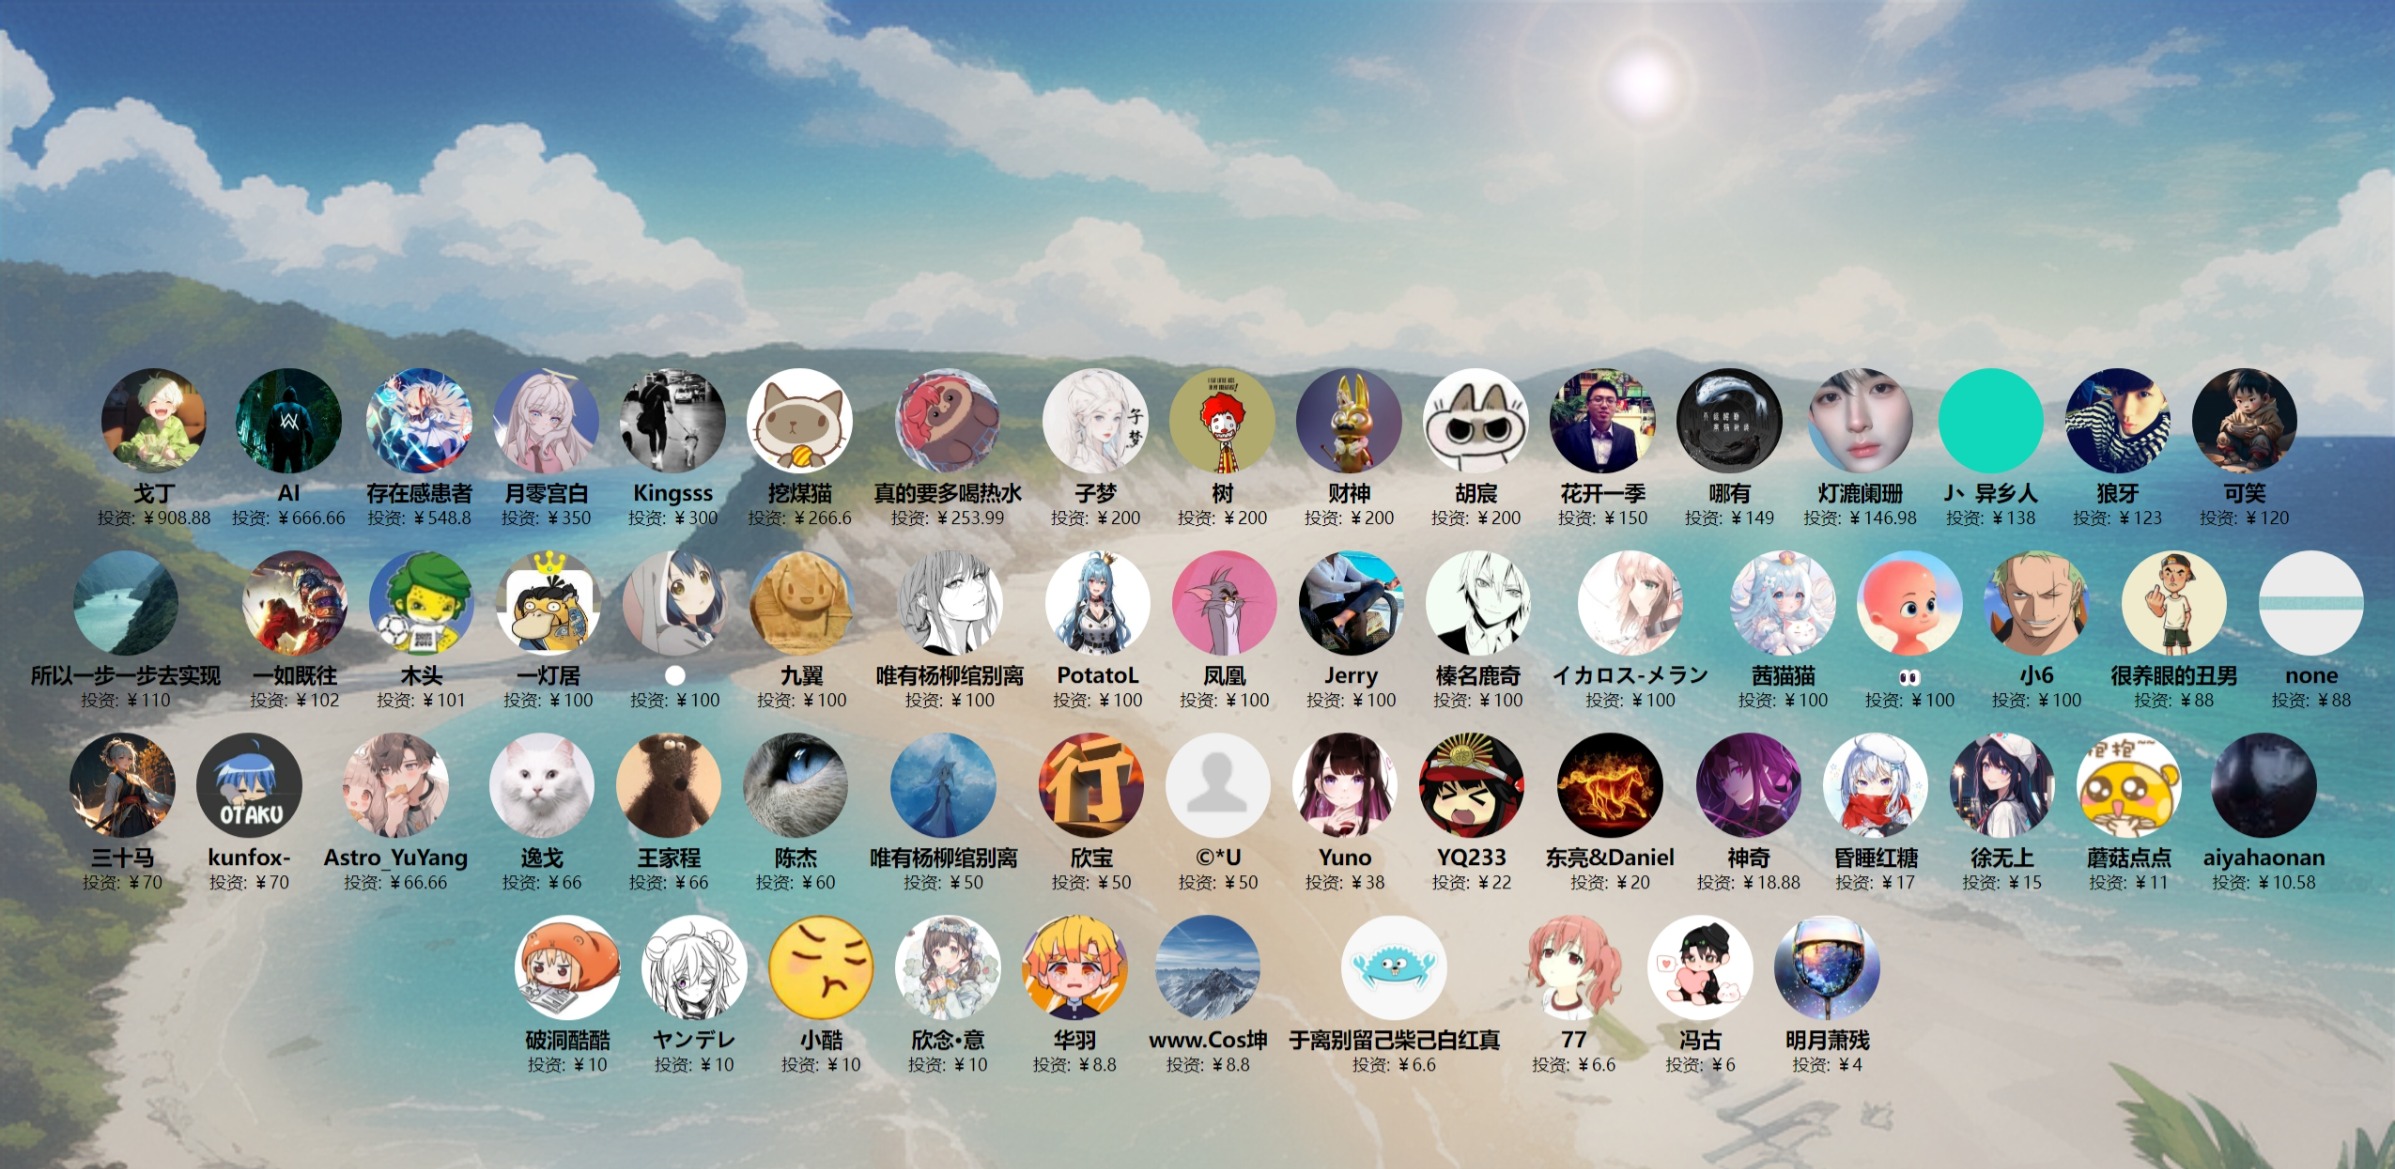 戈丁 AI 存在感患者 月零宫白 Kingsss 挖煤猫 真的要多喝热水 子梦 树 财神 胡宸 花开一季 哪有 灯漉阑珊 J丶异乡人 狼牙 可笑
投资: ¥908.88 投资: ¥666.66 投资: ¥548.8 投资: ¥350 投资: ¥300 投资: ¥266.6 投资: ¥253.99 投资: ¥200 投资: ¥200 投资: ¥200 投资: ¥200 投资: ¥150 投资: ¥149 投资: ¥146.98 投资: ¥138 投资: ¥123 投资: ¥120
所以一步一步去实现 一如既往 木头 一灯居 九翼 唯有杨柳绾别离 PotatoL 凤凰 Jerry 榛名鹿奇 イカロス-メラン 茜猫猫 👀 小6 很养眼的丑男 none
投资: ¥110 投资: ¥102 投资: ¥101 投资: ¥100 投资: ¥100 投资: ¥100 投资: ¥100 投资: ¥100 投资: ¥100 投资: ¥100 投资: ¥100 投资: ¥100 投资: ¥100 投资: ¥100 投资: ¥100 投资: ¥88 投资: ¥88
行
抱抱~~
OTAKU
三十马 kunfox- Astro_YuYang 逸戈 王家程 陈杰 唯有杨柳绾别离 欣宝 ©*U Yuno YQ233 东亮&Daniel 神奇 昏睡红糖 徐无上 蘑菇点点 aiyahaonan
投资: ¥70 投资: ¥70 投资: ¥66.66 投资: ¥66 投资: ¥66 投资: ¥60 投资: ¥50 投资: ¥50 投资: ¥50 投资: ¥38 投资: ¥22 投资: ¥20 投资: ¥18.88 投资: ¥17 投资: ¥15 投资: ¥11 投资: ¥10.58
破洞酷酷 ヤンデレ 小酷 欣念•意 华羽 www.Cos坤 于离别留己柴己白红真 77 冯古 明月萧残
投资: ¥10 投资: ¥10 投资: ¥10 投资: ¥10 投资: ¥8.8 投资: ¥8.8 投资: ¥6.6 投资: ¥6.6 投资: ¥6 投资: ¥4